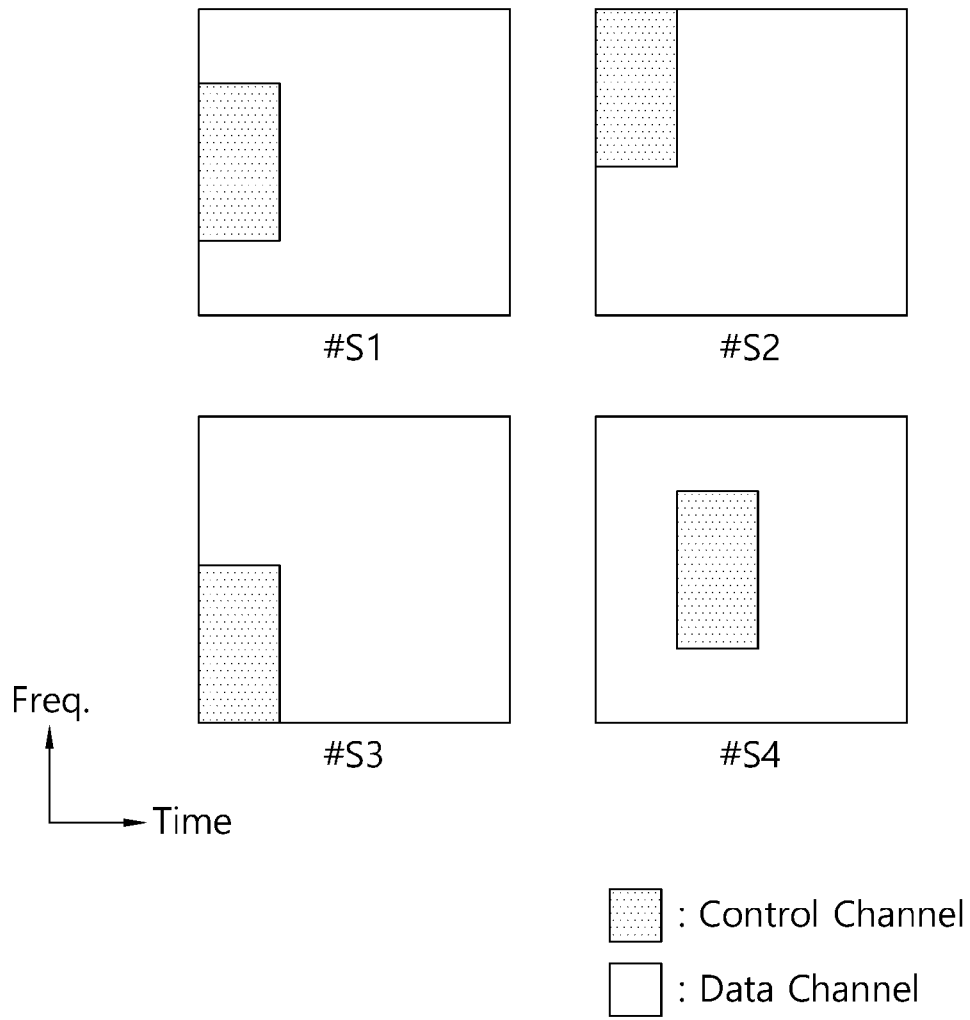 #S1
#S2
#S3
#S4
Freq.
Time
: Control Channel
: Data Channel